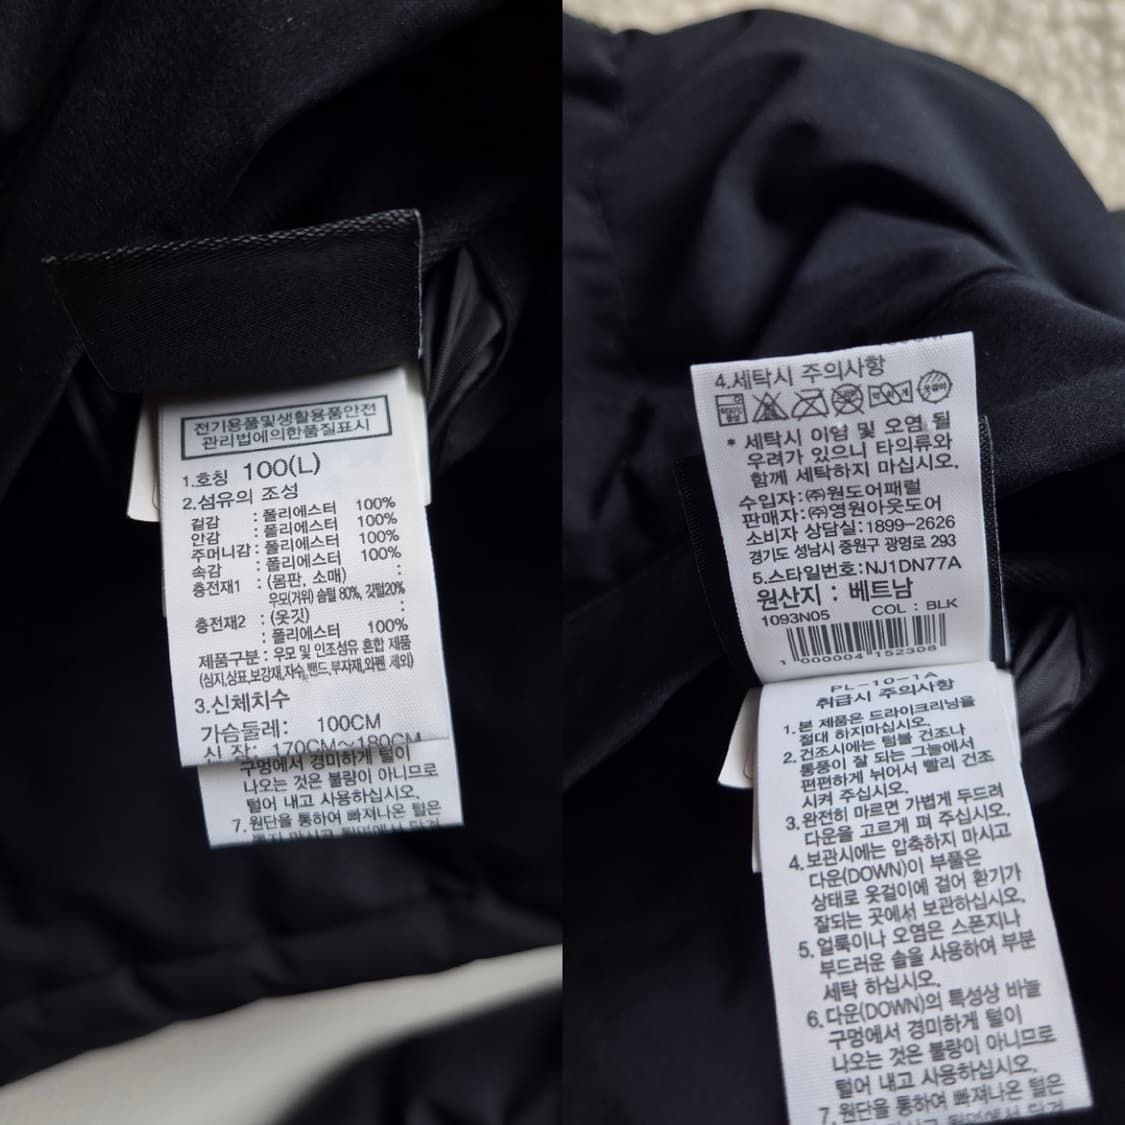 전기용품및생활용품안전
관리법에의한품질표시
1.호칭 100(L)
2.섬유의 조성
겉감 : 폴리에스터 100%
안감 : 폴리에스터 100%
주머니감 : 폴리에스터 100%
속감 : 폴리에스터 100%
충전재1 : (몸판, 소매) :
우모(거위) 솜털 80%, 깃털20%
충전재2 : (옷깃) :
: 폴리에스터 100%
제품구분 : 우모 및 인조섬유 혼합 제품
(심지,상표,보강재,자수,밴드,부자재,와펜 제외)
3.신체치수
가슴둘레: 100CM
신 장: 170CM~180CM
구멍에서 경미하게 털이
나오는 것은 불량이 아니므로
털어 내고 사용하십시오.
7.원단을 통하여 빠져나온 털은
4.세탁시 주의사항
* 세탁시 이염 및 오염 될
우려가 있으니 타의류와
함께 세탁하지 마십시오.
수입자:㈜원도어패럴
판매자:㈜영원아웃도어
소비자 상담실:1899-2626
경기도 성남시 중원구 광명로 293
5.스타일번호:NJ1DN77A
원산지 : 베트남
1093N05 COL : BLK
1 000004 152308
PL-10-1A
취급시 주의사항
1.본 제품은 드라이크리닝을
절대 하지마십시오.
2.건조시에는 텀블 건조나
통풍이 잘 되는 그늘에서
편편하게 뉘어서 빨리 건조
시켜 주십시오.
3.완전히 마르면 가볍게 두드려
다운을 고르게 펴 주십시오.
4.보관시에는 압축하지 마시고
다운(DOWN)이 부풀은
상태로 옷걸이에 걸어 환기가
잘되는 곳에서 보관하십시오.
5.얼룩이나 오염은 스폰지나
부드러운 솔을 사용하여 부분
세탁 하십시오.
6.다운(DOWN)의 특성상 바늘
구멍에서 경미하게 털이
나오는 것은 불량이 아니므로
털어 내고 사용하십시오.
7.원단을 통하여 빠져나온 털은